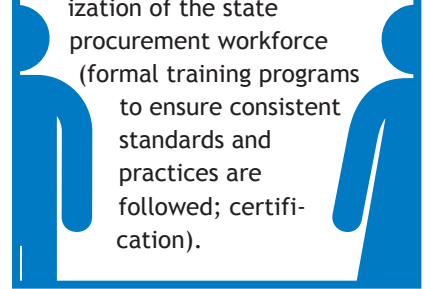 ization of the state
procurement workforce
(formal training programs
to ensure consistent
standards and
practices are
followed; certifi-
cation).